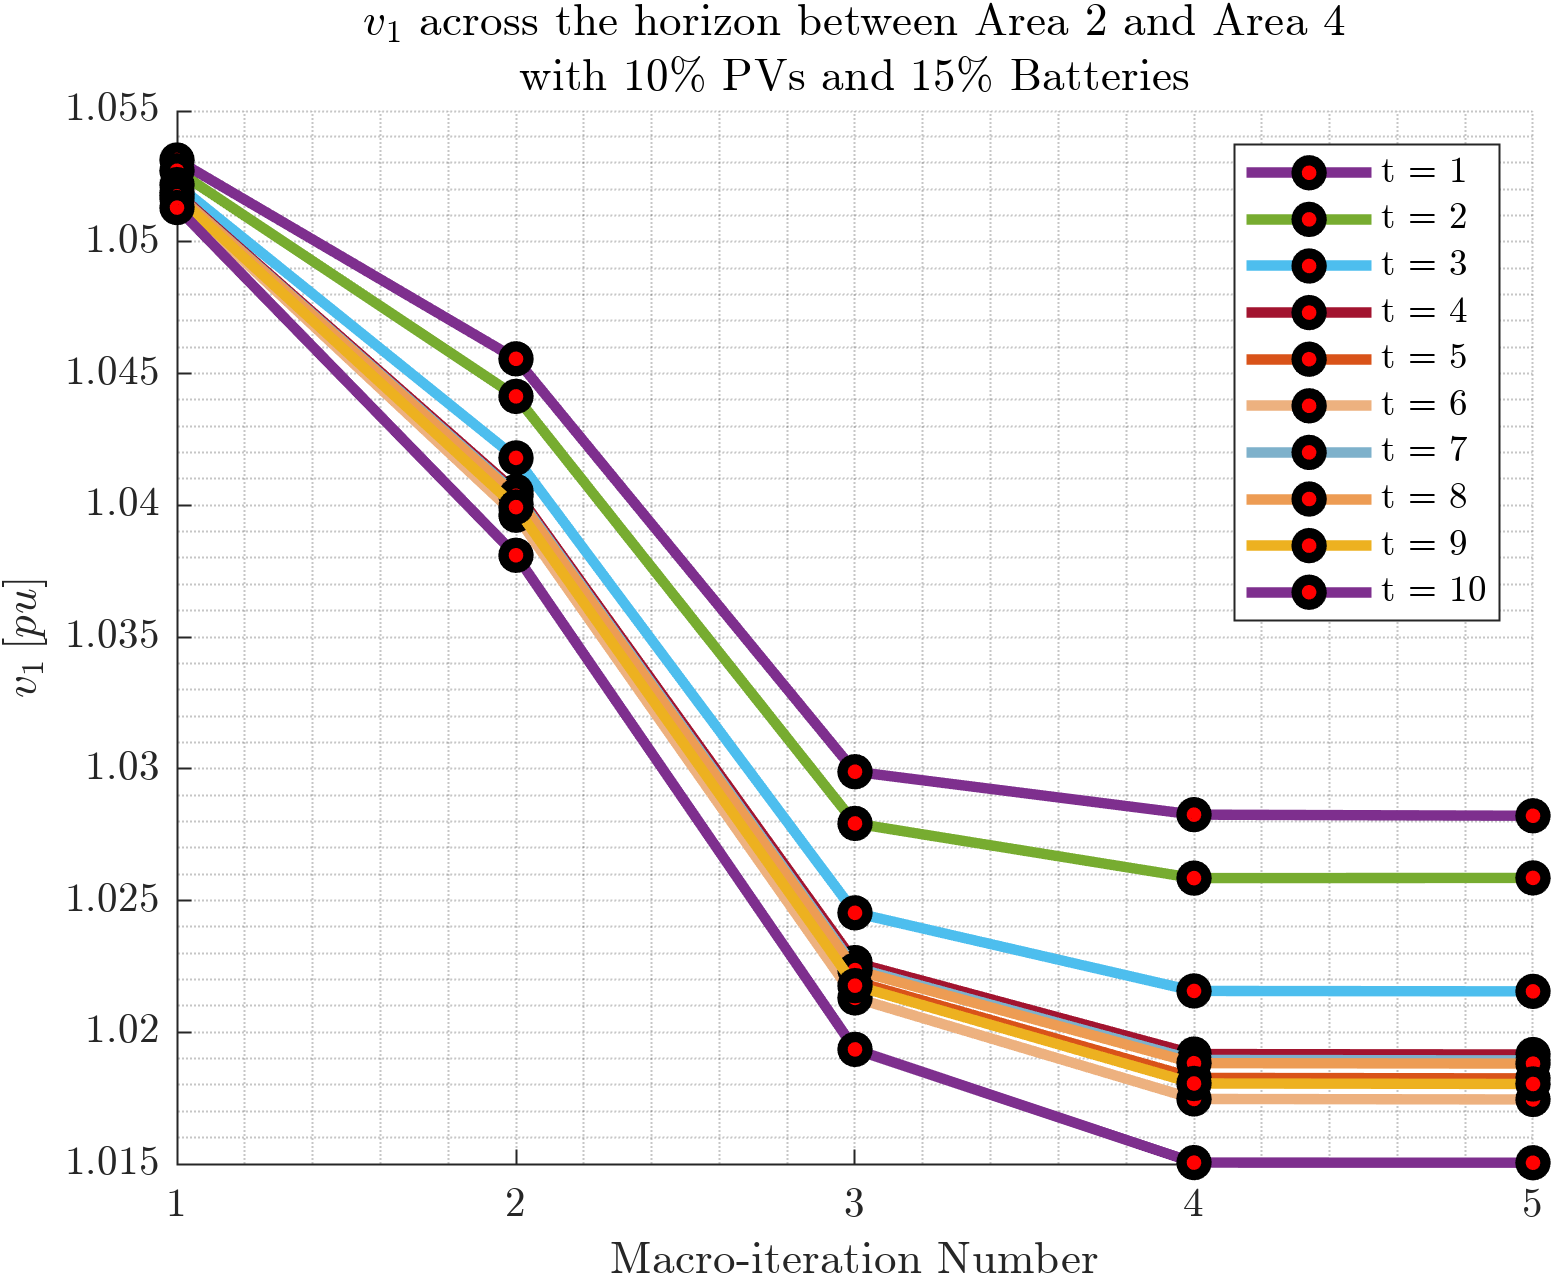 v₁ across the horizon between Area 2 and Area 4
with 10% PVs and 15% Batteries
1.055
1.05
1.045
1.04
1.035
1.03
1.025
1.02
1.015
v₁ [pu]
t = 1
t = 2
t = 3
t = 4
t = 5
t = 6
t = 7
t = 8
t = 9
t = 10
1 2 3 4 5
Macro-iteration Number